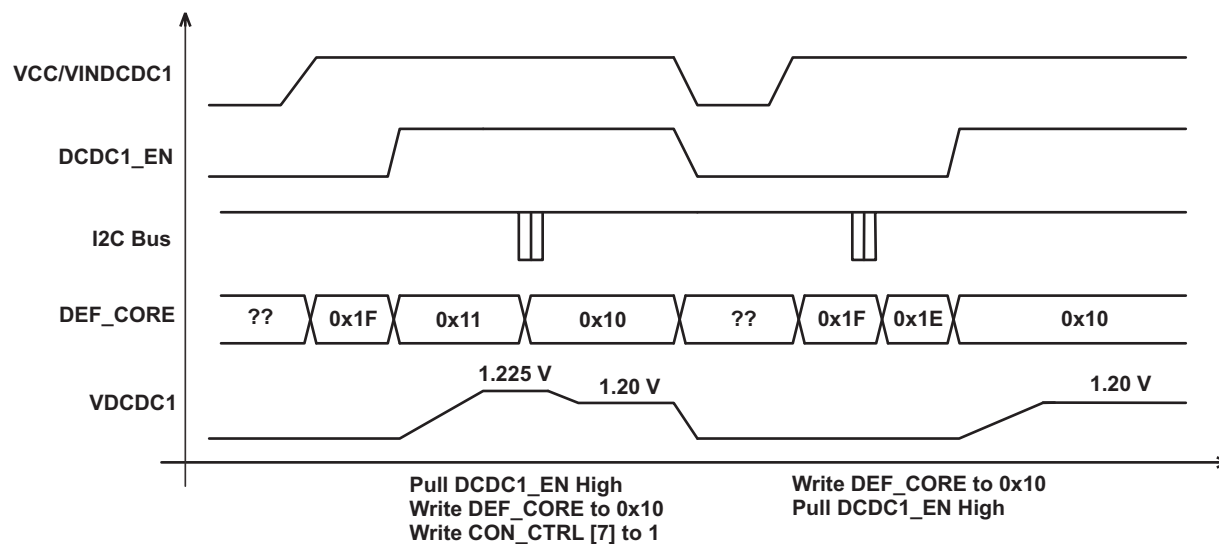 VCC/VINDCDC1
DCDC1_EN
I2C Bus
DEF_CORE
?? 0x1F 0x11 0x10 ?? 0x1F 0x1E 0x10
1.225 V
1.20 V
1.20 V
VDCDC1
Pull DCDC1_EN High
Write DEF_CORE to 0x10
Write CON_CTRL [7] to 1
Write DEF_CORE to 0x10
Pull DCDC1_EN High